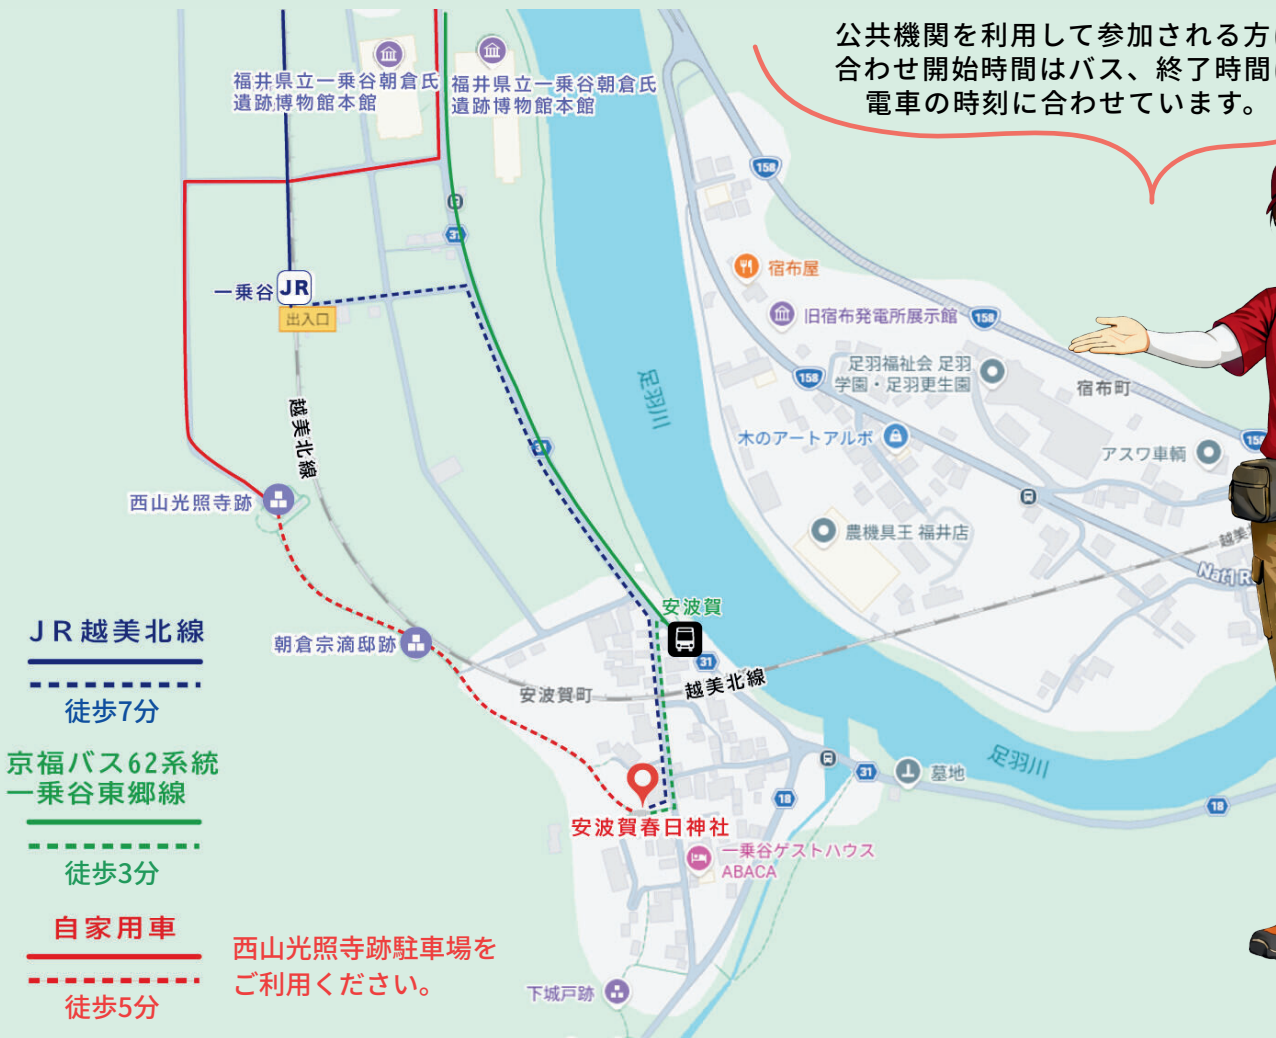 公共機関を利用して参加される方に
合わせ開始時間はバス、終了時間は
電車の時刻に合わせています。
福井県立一乗谷朝倉氏
遺跡博物館本館
福井県立一乗谷朝倉氏
遺跡博物館本館
158
31
一乗谷
JR
出入口
宿布屋
旧宿布発電所展示館
158
足羽福祉会 足羽
学園・足羽更生園
158
宿布町
足羽川
越美北線
31
木のアートアルボ
アスワ車輌
158
西山光照寺跡
農機具王 福井店
越美
Nat'l R
安波賀
朝倉宗滴邸跡
31
越美北線
安波賀町
足羽川
31
墓地
18
18
安波賀春日神社
一乗谷ゲストハウス
ABACA
下城戸跡
JR越美北線
徒歩7分
京福バス62系統
一乗谷東郷線
徒歩3分
自家用車
徒歩5分
西山光照寺跡駐車場を
ご利用ください。